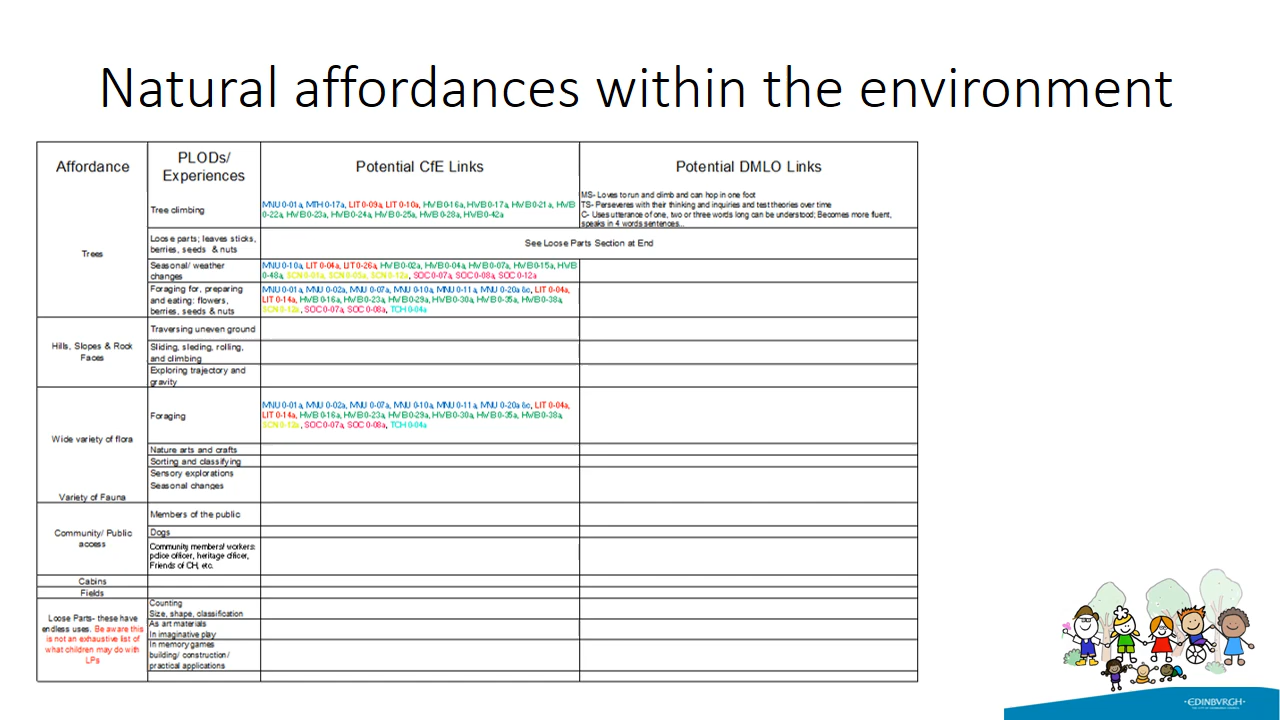 Natural affordances within the environment
Affordance
PLODs/
Experiences
Potential CfE Links
Potential DMLO Links
Trees
Tree climbing
MNU 0-01a, MTH 0-17a, LIT 0-09a, LIT 0-10a, HWB 0-16a, HWB 0-17a, HWB 0-21a, HWB
0-22a, HWB 0-23a, HWB 0-24a, HWB 0-25a, HWB 0-28a, HWB 0-42a
MS- Loves to run and climb and can hop in one foot
TS- Perseveres with their thinking and inquiries and test theories over time
C- Uses utterance of one, two or three words long can be understood; Becomes more fluent,
speaks in 4 words sentences...
Loose parts; leaves sticks,
berries, seeds & nuts
See Loose Parts Section at End
Seasonal/ weather
changes
MNU 0-10a, LIT 0-04a, LIT 0-26a, HWB 0-02a, HWB 0-04a, HWB 0-07a, HWB 0-15a, HWB
0-48a, SCN 0-01a, SCN 0-05a, SCN 0-12a, SOC 0-07a, SOC 0-08a, SOC 0-12a
Foraging for, preparing
and eating: flowers,
berries, seeds & nuts
MNU 0-01a, MNU 0-02a, MNU 0-07a, MNU 0-10a, MNU 0-11a, MNU 0-20a &c, LIT 0-04a,
LIT 0-14a, HWB 0-16a, HWB 0-23a, HWB 0-29a, HWB 0-30a, HWB 0-35a, HWB 0-38a,
SCN 0-12a, SOC 0-07a, SOC 0-08a, TCH 0-04a
Hills, Slopes & Rock
Faces
Traversing uneven ground
Sliding, sleding, rolling,
and climbing
Exploring trajectory and
gravity
Wide variety of flora
Foraging
MNU 0-01a, MNU 0-02a, MNU 0-07a, MNU 0-10a, MNU 0-11a, MNU 0-20a &c, LIT 0-04a,
LIT 0-14a, HWB 0-16a, HWB 0-23a, HWB 0-29a, HWB 0-30a, HWB 0-35a, HWB 0-38a,
SCN 0-12a, SOC 0-07a, SOC 0-08a, TCH 0-04a
Nature arts and crafts
Sorting and classifying
Sensory explorations
Seasonal changes
Variety of Fauna
Community/ Public
access
Members of the public
Dogs
Community members/ workers:
police officer, heritage officer,
Friends of CH, etc.
Cabins
Fields
Loose Parts- these have
endless uses. Be aware this
is not an exhaustive list of
what children may do with
LPs
Counting
Size, shape, classification
As art materials
In imaginative play
In memory games
building/ construction/
practical applications
·EDINBVRGH·
THE CITY OF EDINBURGH COUNCIL